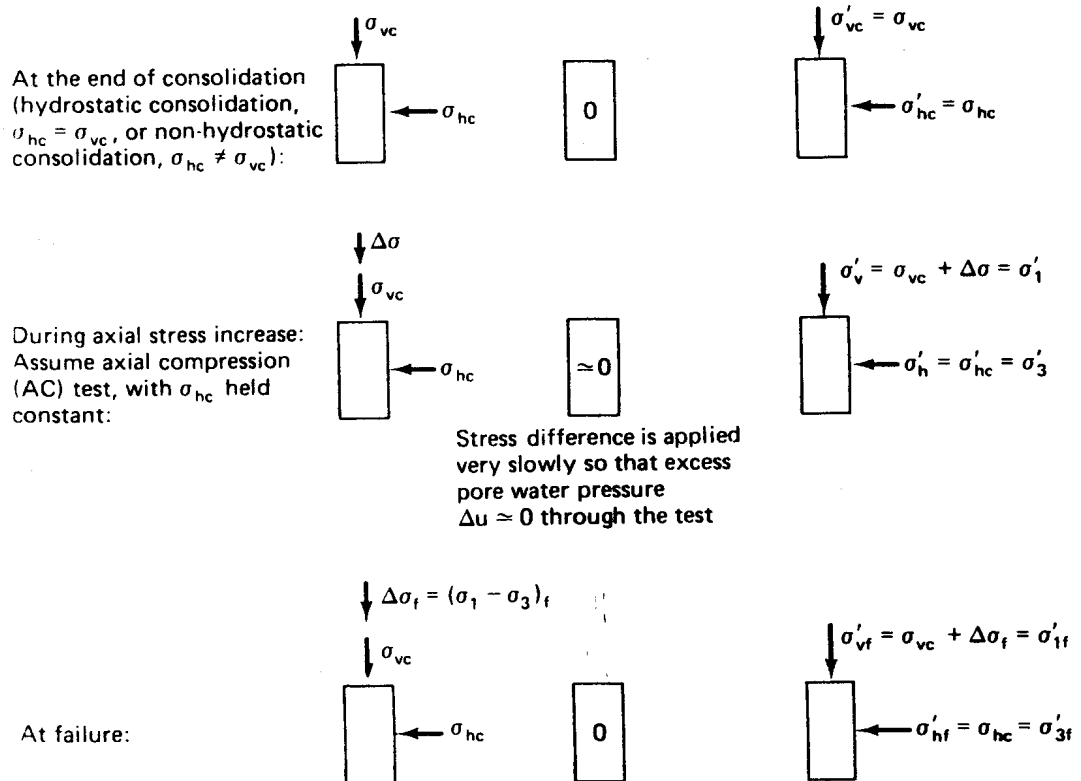 σvc
σ′vc = σvc
At the end of consolidation
(hydrostatic consolidation,
σhc = σvc, or non-hydrostatic
consolidation, σhc ≠ σvc):
σhc
0
σ′hc = σhc
Δσ
σvc
σ′v = σvc + Δσ = σ′1
During axial stress increase:
Assume axial compression
(AC) test, with σhc held
constant:
σhc
≃0
σ′h = σ′hc = σ′3
Stress difference is applied
very slowly so that excess
pore water pressure
Δu ≃ 0 through the test
Δσf = (σ1 − σ3)f
σvc
σ′vf = σvc + Δσf = σ′1f
At failure:
σhc
0
σ′hf = σhc = σ′3f